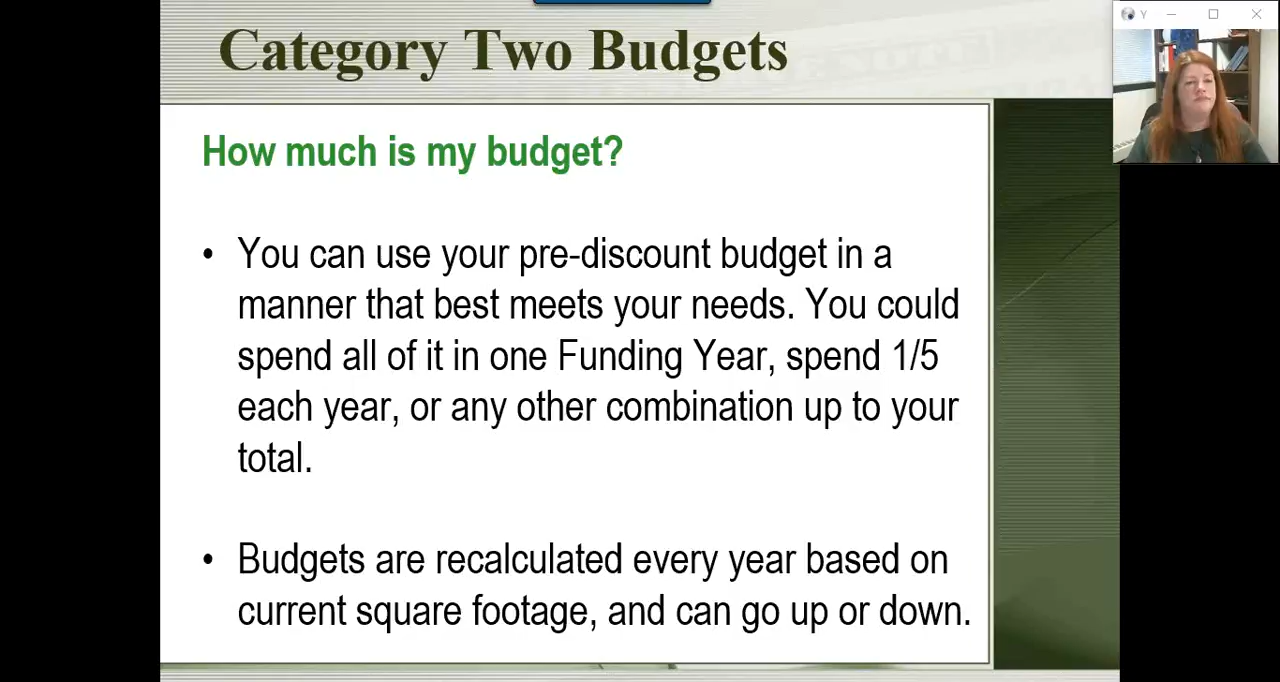 Category Two Budgets
Y
How much is my budget?
• You can use your pre-discount budget in a
manner that best meets your needs. You could
spend all of it in one Funding Year, spend 1/5
each year, or any other combination up to your
total.
• Budgets are recalculated every year based on
current square footage, and can go up or down.